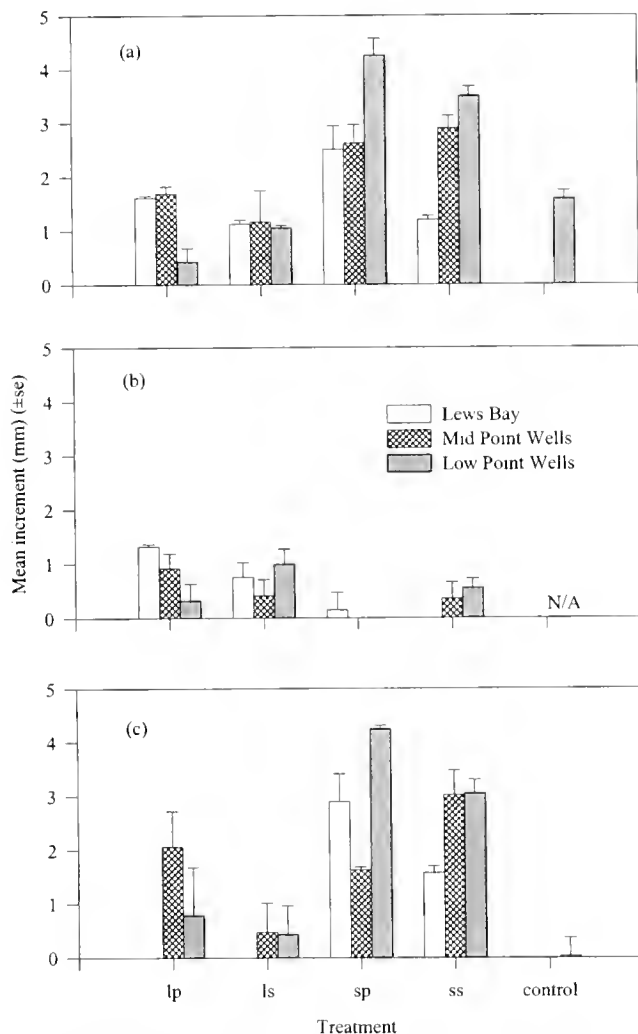 5
(a)
4
3
2
1
0
5
(b)
4
Lews Bay
3
Mid Point Wells
Low Point Wells
2
1
N/A
0
Mean increment (mm) (±se)
5
(c)
4
3
2
1
0
lp ls sp ss control
Treatment